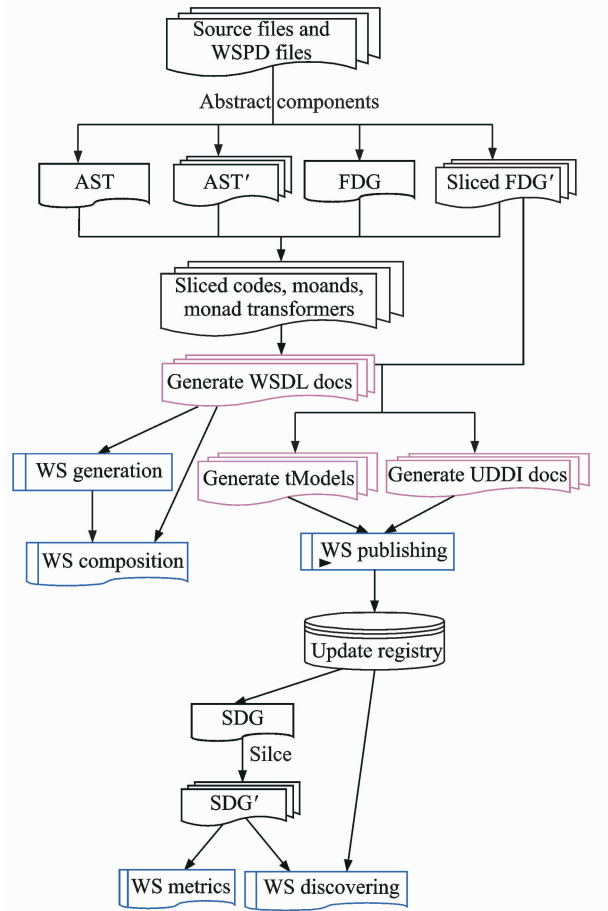 Source files and
WSPD files
Abstract components
AST
AST′
FDG
Sliced FDG′
Sliced codes, moands,
monad transformers
Generate WSDL docs
WS generation
Generate tModels
Generate UDDI docs
WS composition
WS publishing
Update registry
SDG
Silce
SDG′
WS metrics
WS discovering